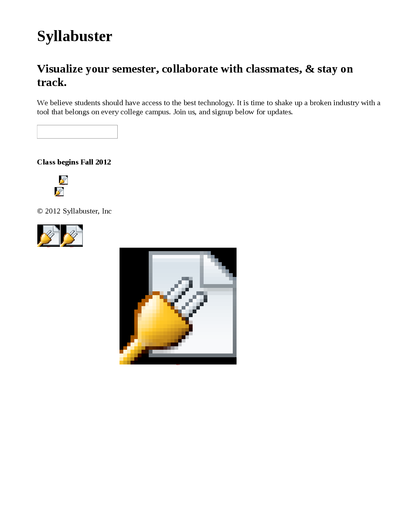 Syllabuster
Visualize your semester, collaborate with classmates, & stay on
track.
We believe students should have access to the best technology. It is time to shake up a broken industry with a
tool that belongs on every college campus. Join us, and signup below for updates.
Class begins Fall 2012
© 2012 Syllabuster, Inc